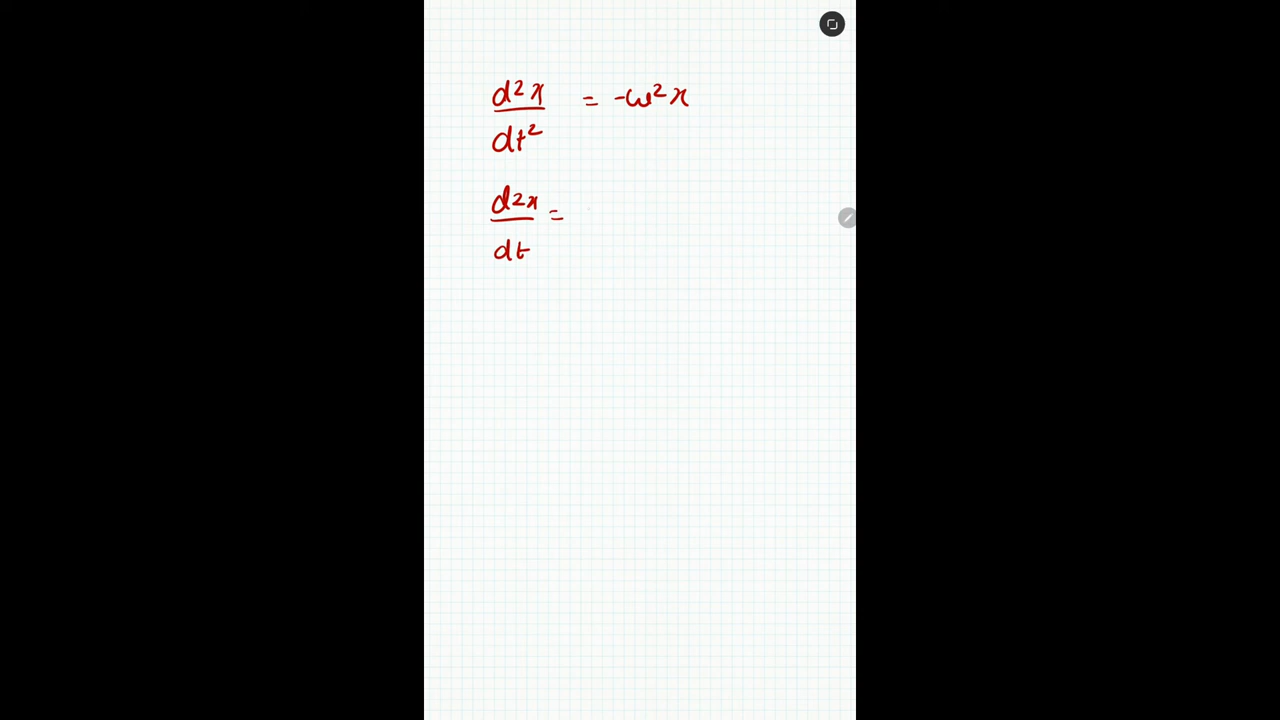 d²x/dt² = -ω²x
d2x/dt =